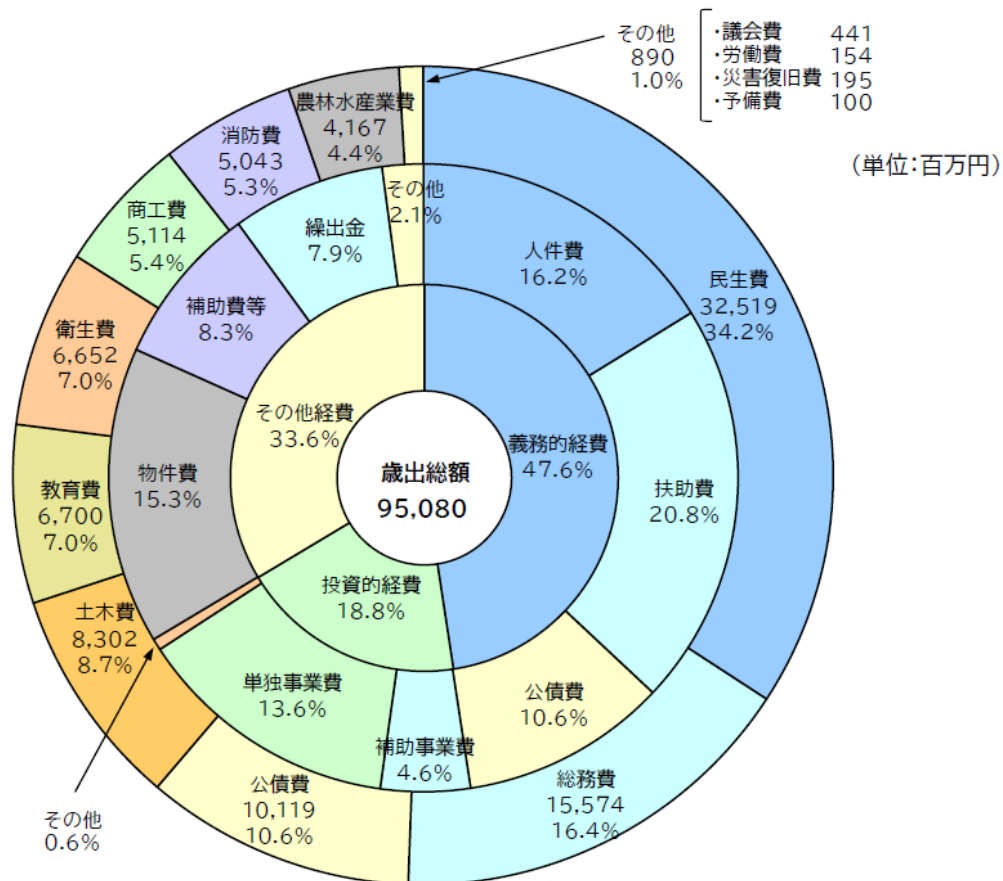 その他
890
1.0%
・議会費 441
・労働費 154
・災害復旧費 195
・予備費 100
(単位:百万円)
民生費
32,519
34.2%
総務費
15,574
16.4%
公債費
10,119
10.6%
土木費
8,302
8.7%
教育費
6,700
7.0%
衛生費
6,652
7.0%
商工費
5,114
5.4%
消防費
5,043
5.3%
農林水産業費
4,167
4.4%
人件費
16.2%
扶助費
20.8%
公債費
10.6%
補助事業費
4.6%
単独事業費
13.6%
その他
0.6%
物件費
15.3%
補助費等
8.3%
繰出金
7.9%
その他
2.1%
義務的経費
47.6%
投資的経費
18.8%
その他経費
33.6%
歳出総額
95,080